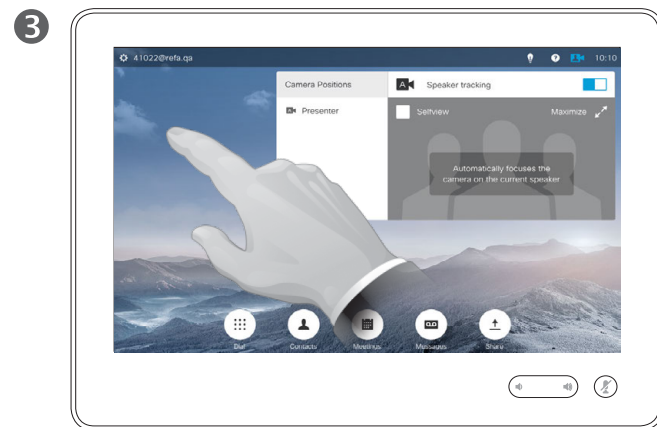 3
41022@refa.qa
? 10:10
Camera Positions
A Speaker tracking
A Presenter
Selfview
Maximize
Automatically focuses the
camera on the current speaker
Dial
Contacts
Meetings
Messages
Share